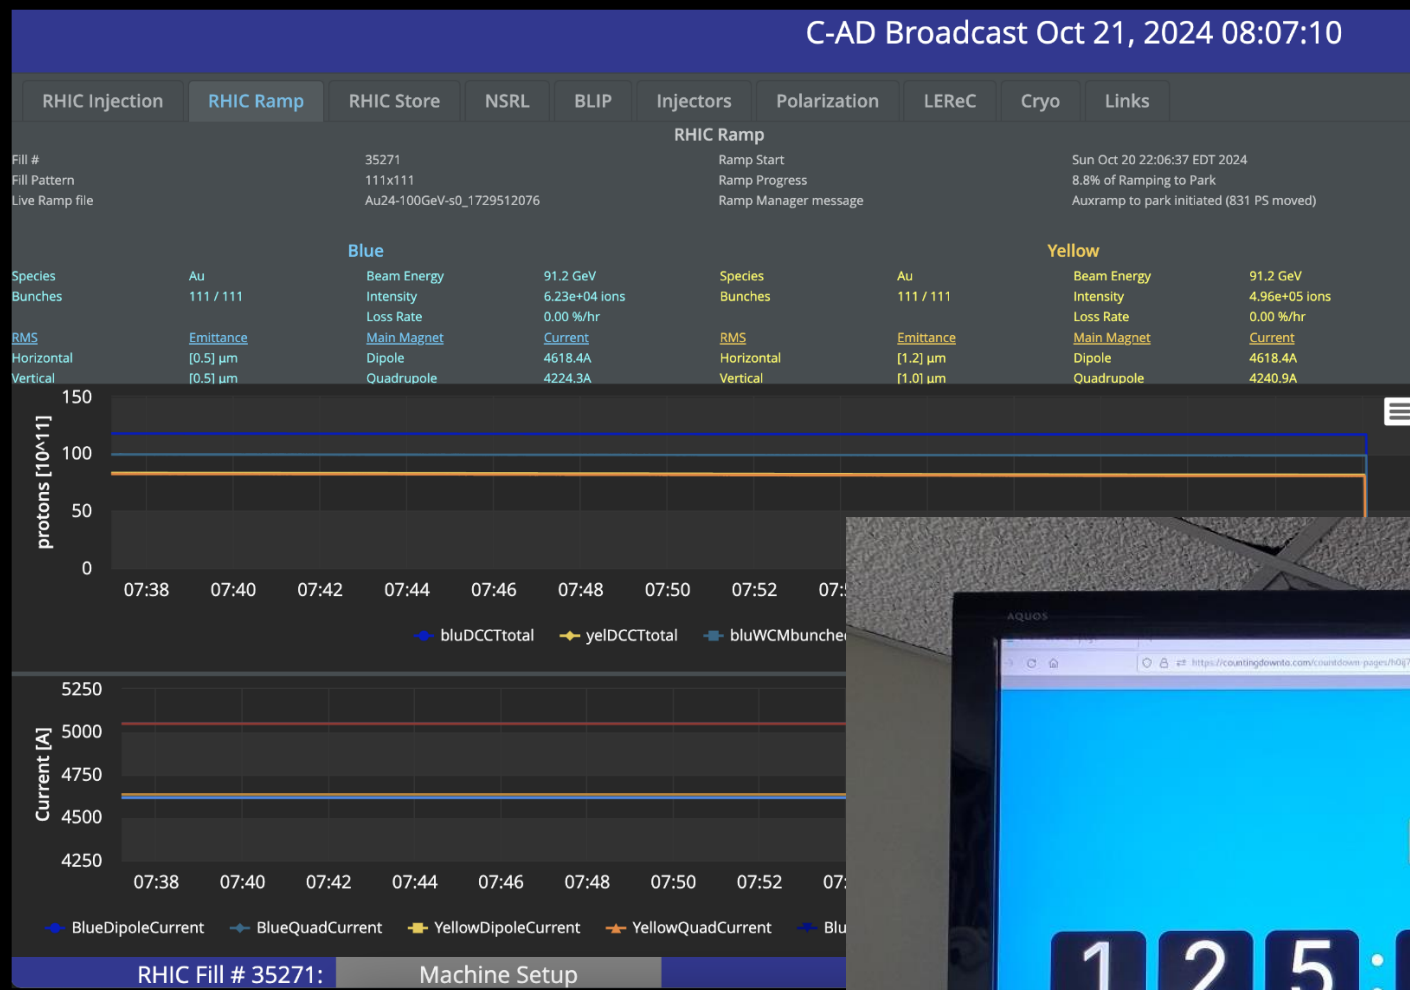 C-AD Broadcast Oct 21, 2024 08:07:10
RHIC Injection RHIC Ramp RHIC Store NSRL BLIP Injectors Polarization LEReC Cryo Links
RHIC Ramp
Fill # 35271 Ramp Start Sun Oct 20 22:06:37 EDT 2024
Fill Pattern 111x111 Ramp Progress 8.8% of Ramping to Park
Live Ramp file Au24-100GeV-s0_1729512076 Ramp Manager message Auxramp to park initiated (831 PS moved)
Blue Yellow
Species Au Beam Energy 91.2 GeV Species Au Beam Energy 91.2 GeV
Bunches 111 / 111 Intensity 6.23e+04 ions Bunches 111 / 111 Intensity 4.96e+05 ions
Loss Rate 0.00 %/hr Loss Rate 0.00 %/hr
RMS Emittance Main Magnet Current RMS Emittance Main Magnet Current
Horizontal [0.5] µm Dipole 4618.4A Horizontal [1.2] µm Dipole 4618.4A
Vertical [0.5] µm Quadrupole 4224.3A Vertical [1.0] µm Quadrupole 4240.9A
protons [10^11]
150
100
50
0
07:38 07:40 07:42 07:44 07:46 07:48 07:50 07:52 07:
bluDCCTtotal yelDCCTtotal bluWCMbunche
AQUOS
https://countingdownto.com/countdown-pages/
Current [A]
5250
5000
4750
4500
4250
07:38 07:40 07:42 07:44 07:46 07:48 07:50 07:52 07:
BlueDipoleCurrent BlueQuadCurrent YellowDipoleCurrent YellowQuadCurrent Blu
125:
RHIC Fill # 35271: Machine Setup